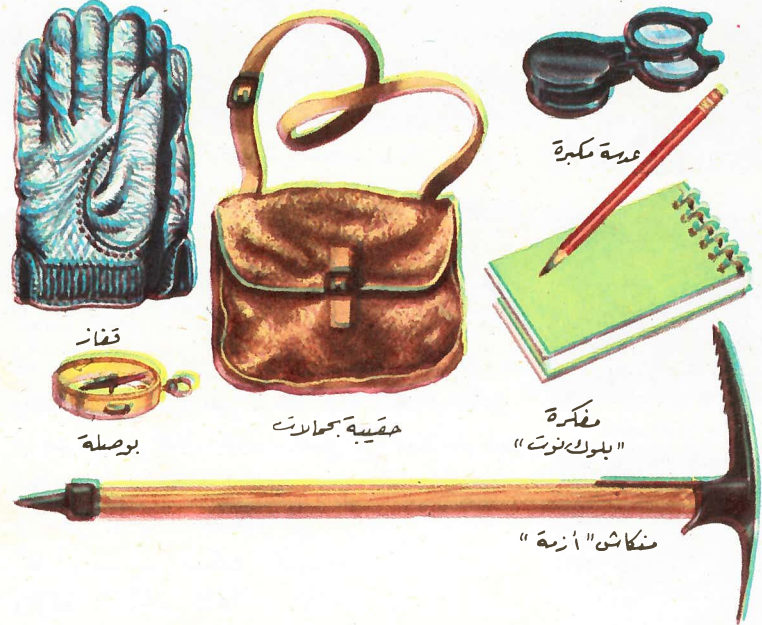 عدسة مكبرة
قفاز
بوصلة
حقيبة بحمالات
مفكرة
"بلوك نوت"
منكاش "أزمة"